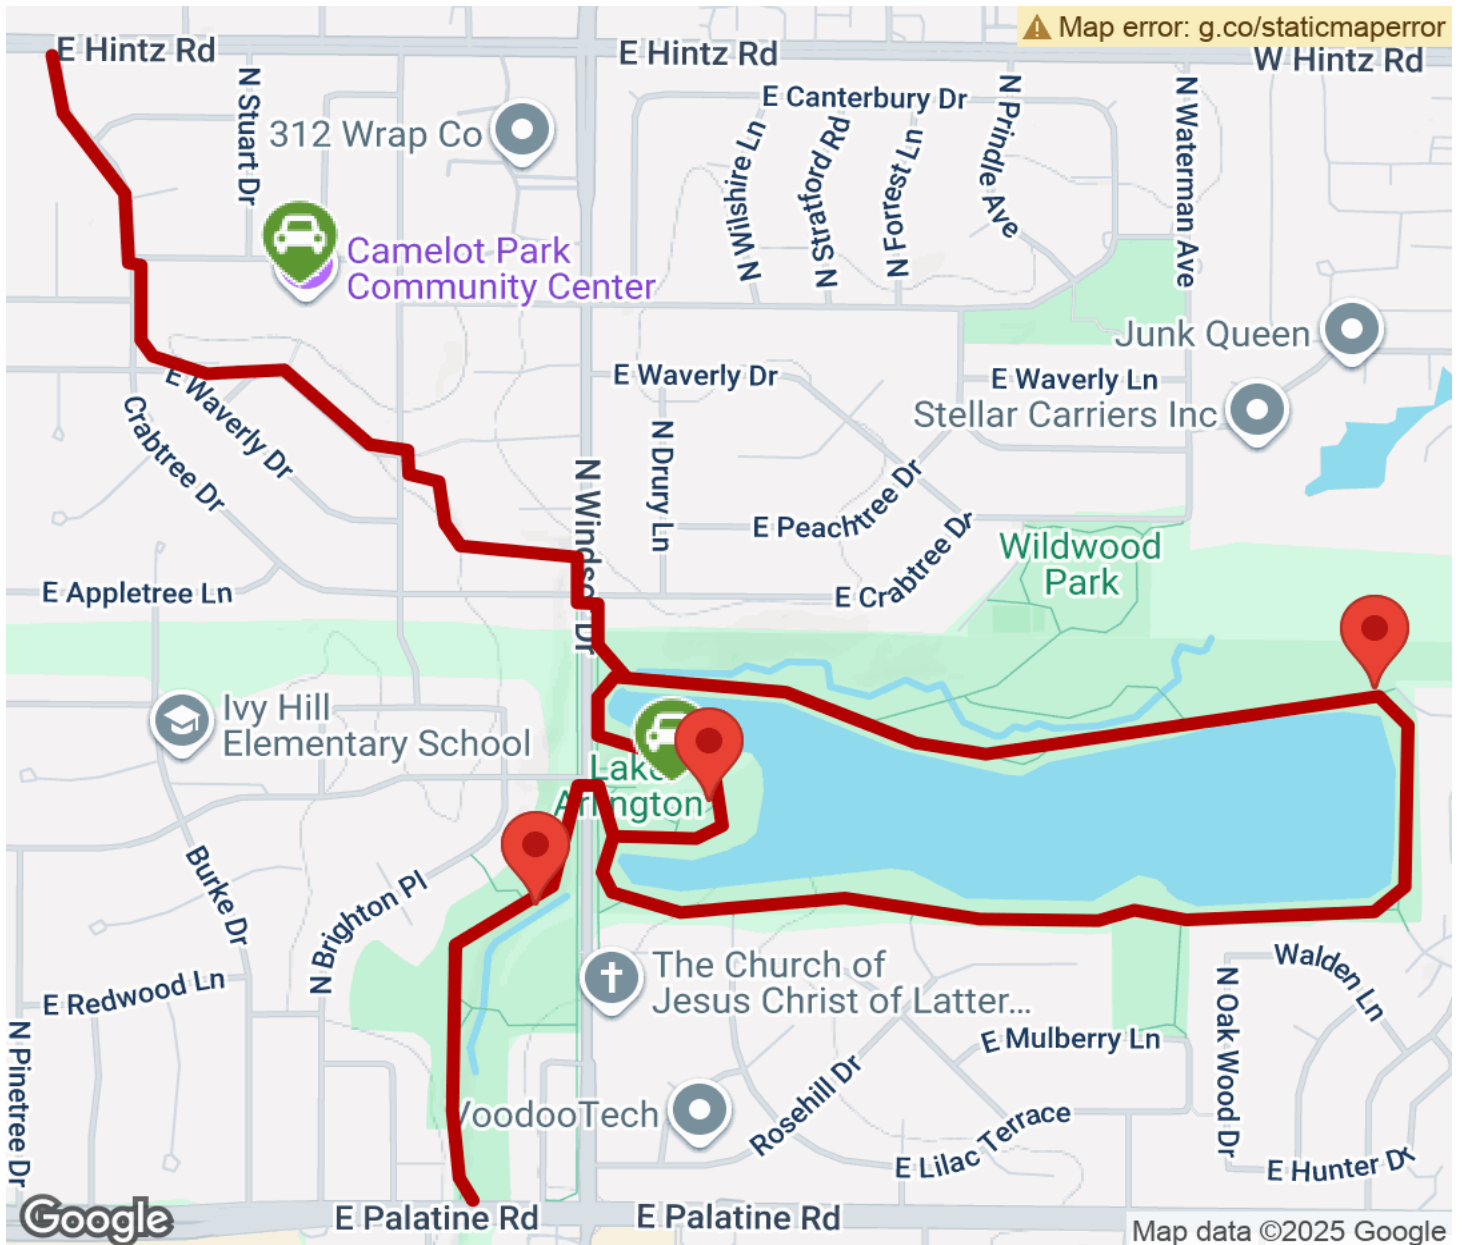 Map error: g.co/staticmaperror
E Hintz Rd
E Hintz Rd
W Hintz Rd
N Stuart Dr
312 Wrap Co
E Canterbury Dr
N Wilshire Ln
N Stratford Rd
N Forrest Ln
N Prindle Ave
N Waterman Ave
Camelot Park
Community Center
Junk Queen
E Waverly Dr
E Waverly Dr
E Waverly Ln
Stellar Carriers Inc
Crabtree Dr
N Drury Ln
N Windsor Dr
E Peachtree Dr
E Crabtree Dr
Wildwood
Park
E Appletree Ln
Ivy Hill
Elementary School
Lake
Arlington
Burke Dr
N Brighton Pl
E Redwood Ln
The Church of
Jesus Christ of Latter...
Walden Ln
N Oak Wood Dr
N Pinetree Dr
E Mulberry Ln
VoodooTech
Rosehill Dr
E Lilac Terrace
E Hunter Dr
Google
E Palatine Rd
E Palatine Rd
Map data ©2025 Google